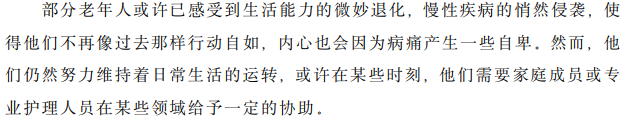 部分老年人或许已感受到生活能力的微妙退化，慢性疾病的悄然侵袭，使
得他们不再像过去那样行动自如，内心也会因为病痛产生一些自卑。然而，他
们仍然努力维持着日常生活的运转，或许在某些时刻，他们需要家庭成员或专
业护理人员在某些领域给予一定的协助。